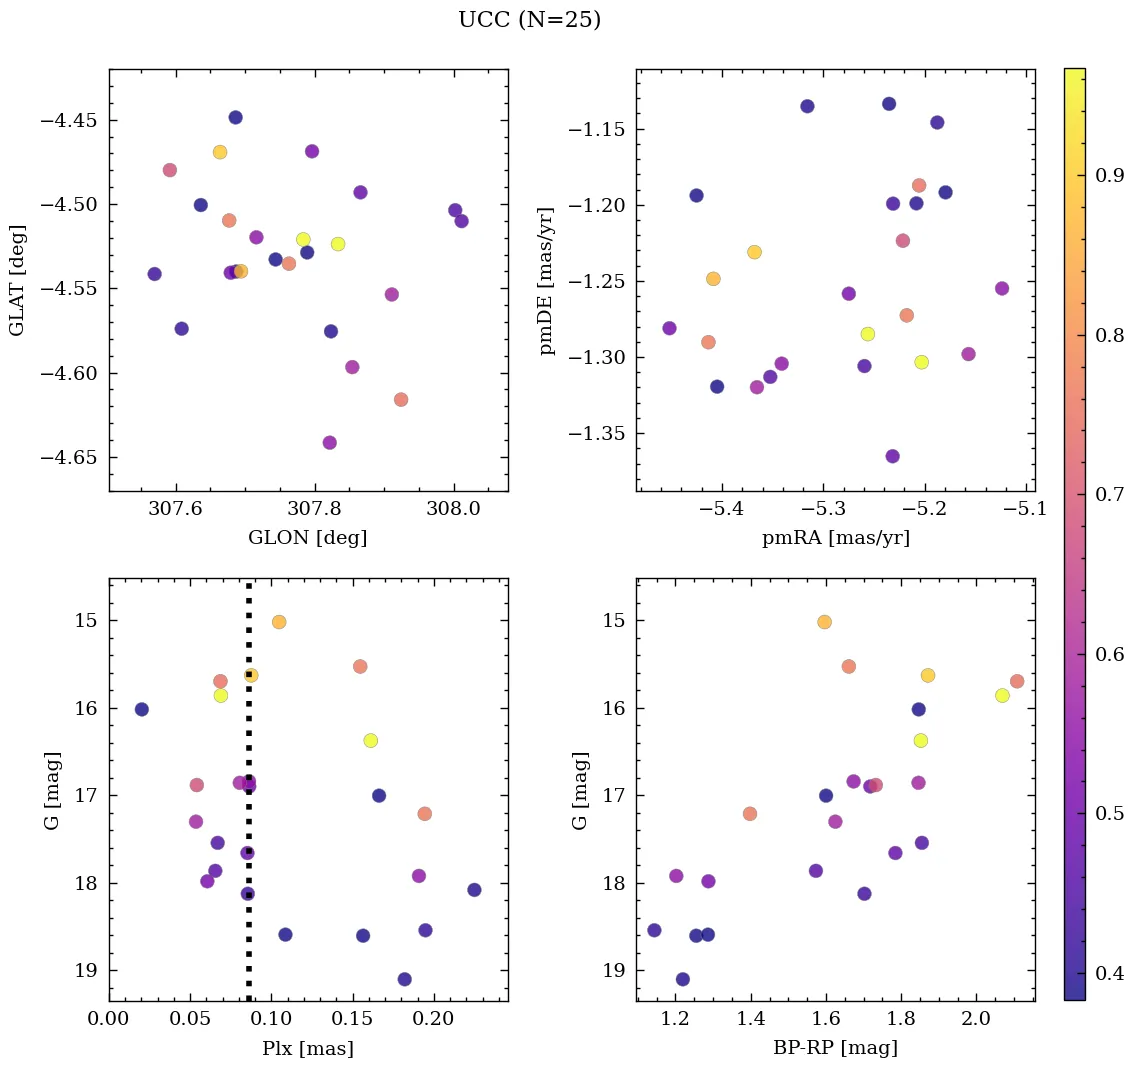 UCC (N=25)
−4.45
−4.50
−4.55
−4.60
−4.65
GLAT [deg]
307.6 307.8 308.0
GLON [deg]
−1.15
−1.20
−1.25
−1.30
−1.35
pmDE [mas/yr]
−5.4 −5.3 −5.2 −5.1
pmRA [mas/yr]
15
16
17
18
19
G [mag]
0.00 0.05 0.10 0.15 0.20
Plx [mas]
15
16
17
18
19
G [mag]
1.2 1.4 1.6 1.8 2.0
BP-RP [mag]
0.9
0.8
0.7
0.6
0.5
0.4